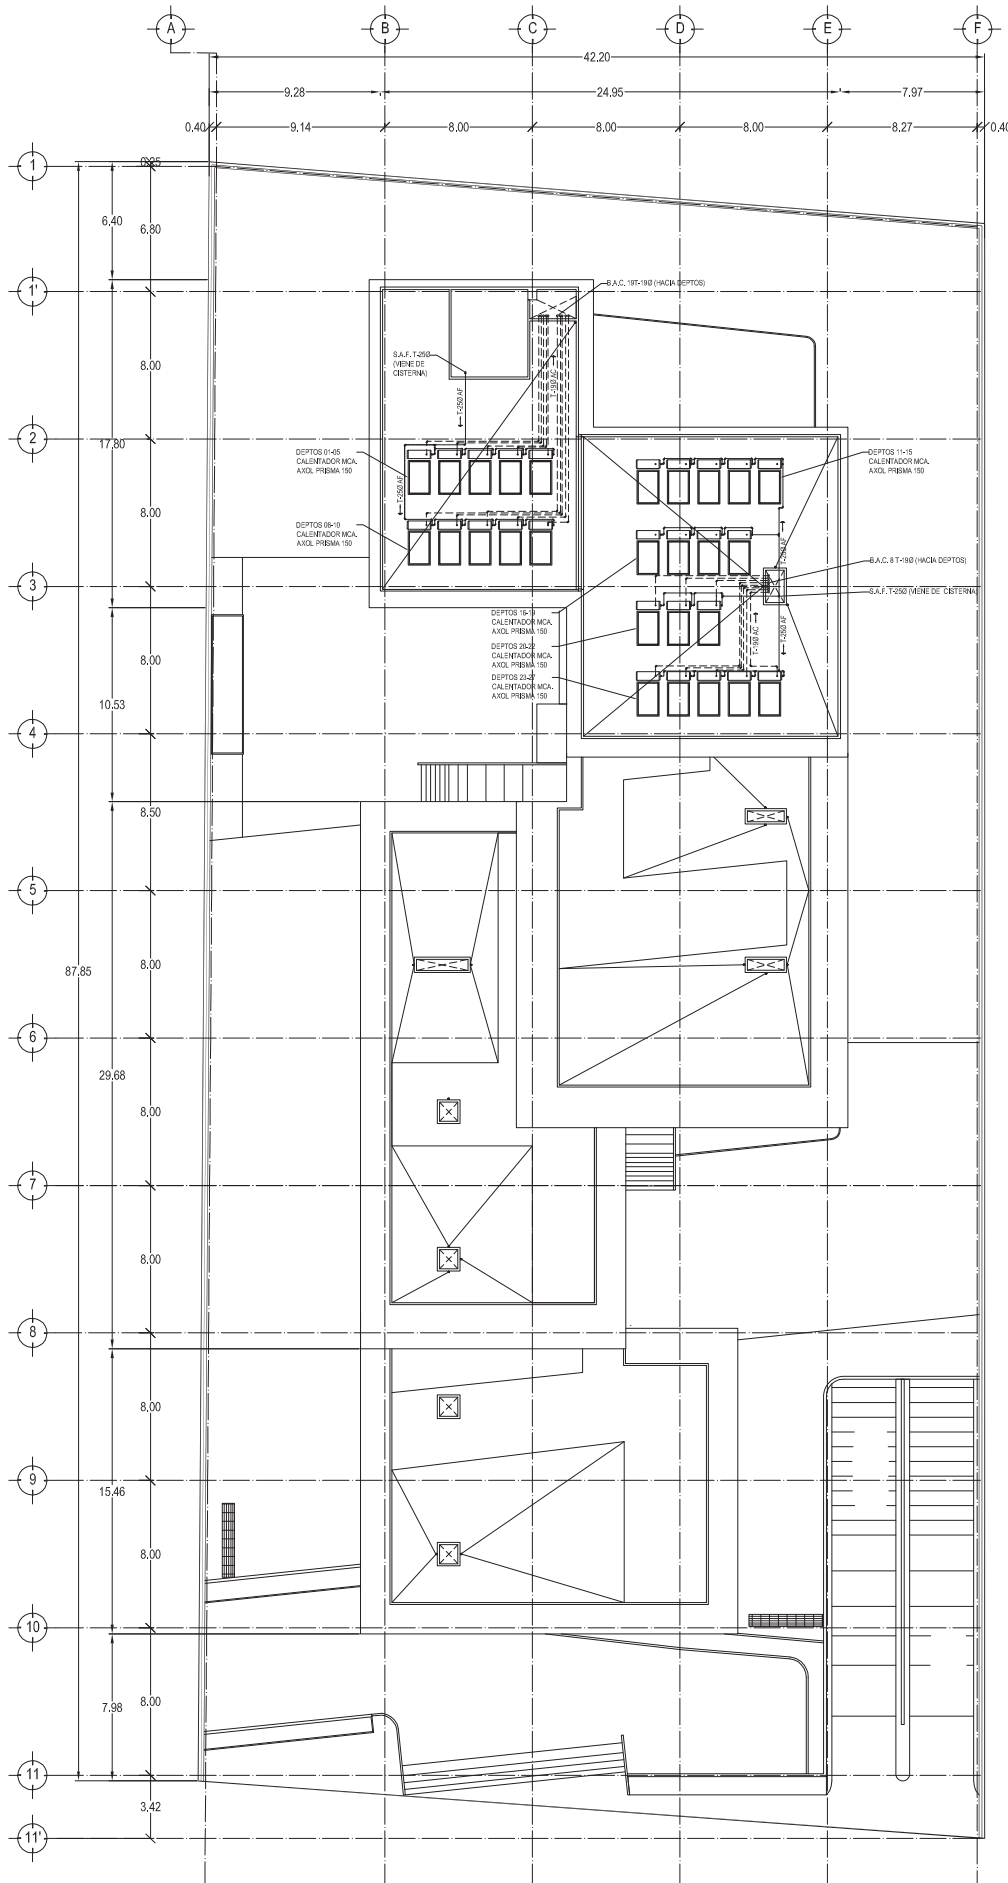 A
B
C
D
E
F
42.20
9.28
24.95
7.97
0.40
9.14
8.00
8.00
8.00
8.27
0.40
1
6.40
6.80
1'
B.A.C. 19T-19Ø (HACIA DEPTOS)
S.A.F. T-25Ø
(VIENE DE
CISTERNA)
T-19Ø AC
T-25Ø AF
8.00
2
17.80
DEPTOS 01-05
CALENTADOR MCA.
AXOL PRISMA 150
DEPTOS 11-15
CALENTADOR MCA.
AXOL PRISMA 150
T-25Ø AF
8.00
DEPTOS 06-10
CALENTADOR MCA.
AXOL PRISMA 150
T-25Ø AF
B.A.C. 8 T-19Ø (HACIA DEPTOS)
3
S.A.F. T-25Ø (VIENE DE CISTERNA)
DEPTOS 16-19
CALENTADOR MCA.
AXOL PRISMA 150
T-19Ø AC
T-25Ø AF
DEPTOS 20-22
CALENTADOR MCA.
AXOL PRISMA 150
8.00
DEPTOS 23-27
CALENTADOR MCA.
AXOL PRISMA 150
10.53
4
8.50
5
87.85
8.00
6
29.68
8.00
7
8.00
8
8.00
9
15.46
8.00
10
7.98
8.00
11
3.42
11'